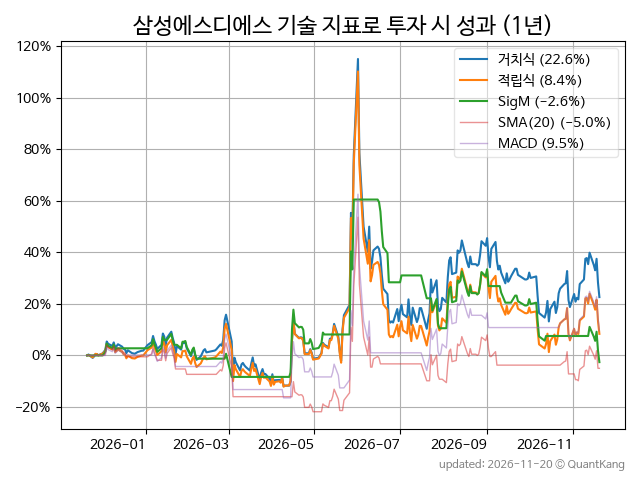 삼성에스디에스 기술 지표로 투자 시 성과 (1년)
거치식 (22.6%)
적립식 (8.4%)
SigM (−2.6%)
SMA(20) (−5.0%)
MACD (9.5%)
120%
100%
80%
60%
40%
20%
0%
−20%
2026-01 2026-03 2026-05 2026-07 2026-09 2026-11
updated: 2026-11-20 @ QuantKang